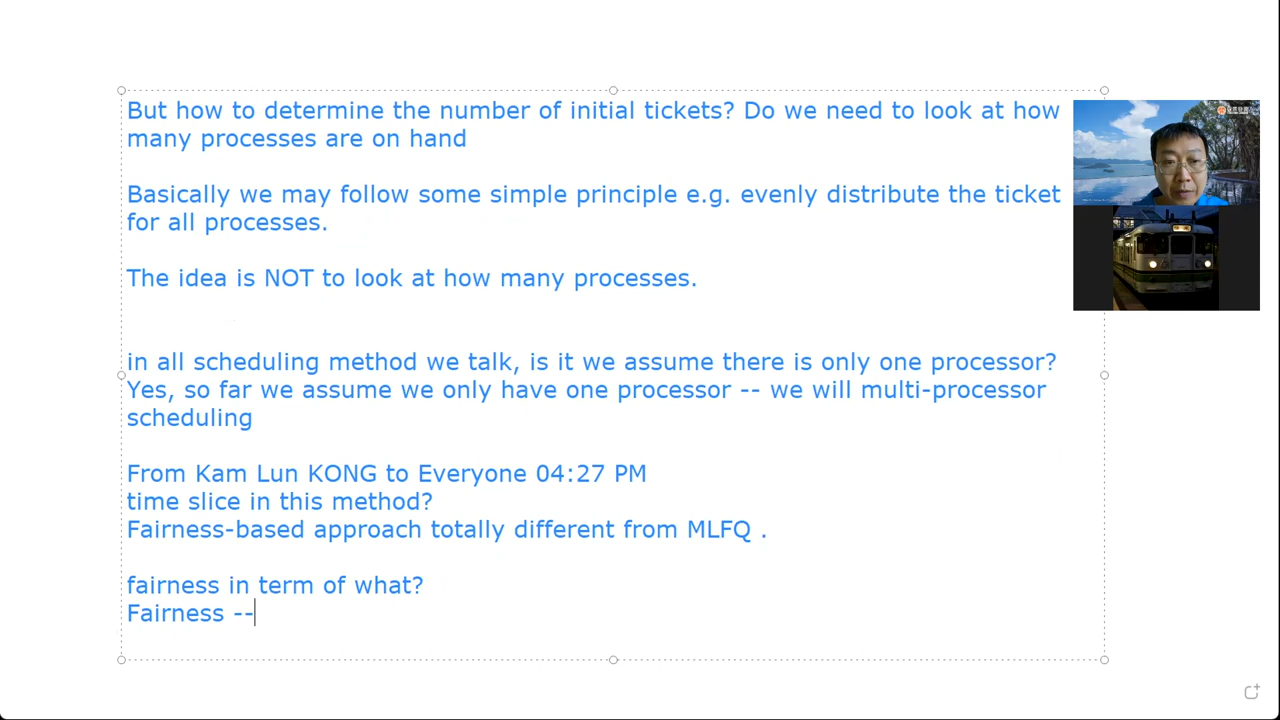 But how to determine the number of initial tickets? Do we need to look at how
many processes are on hand
Basically we may follow some simple principle e.g. evenly distribute the ticket
for all processes.
The idea is NOT to look at how many processes.
in all scheduling method we talk, is it we assume there is only one processor?
Yes, so far we assume we only have one processor -- we will multi-processor
scheduling
From Kam Lun KONG to Everyone 04:27 PM
time slice in this method?
Fairness-based approach totally different from MLFQ .
fairness in term of what?
Fairness --